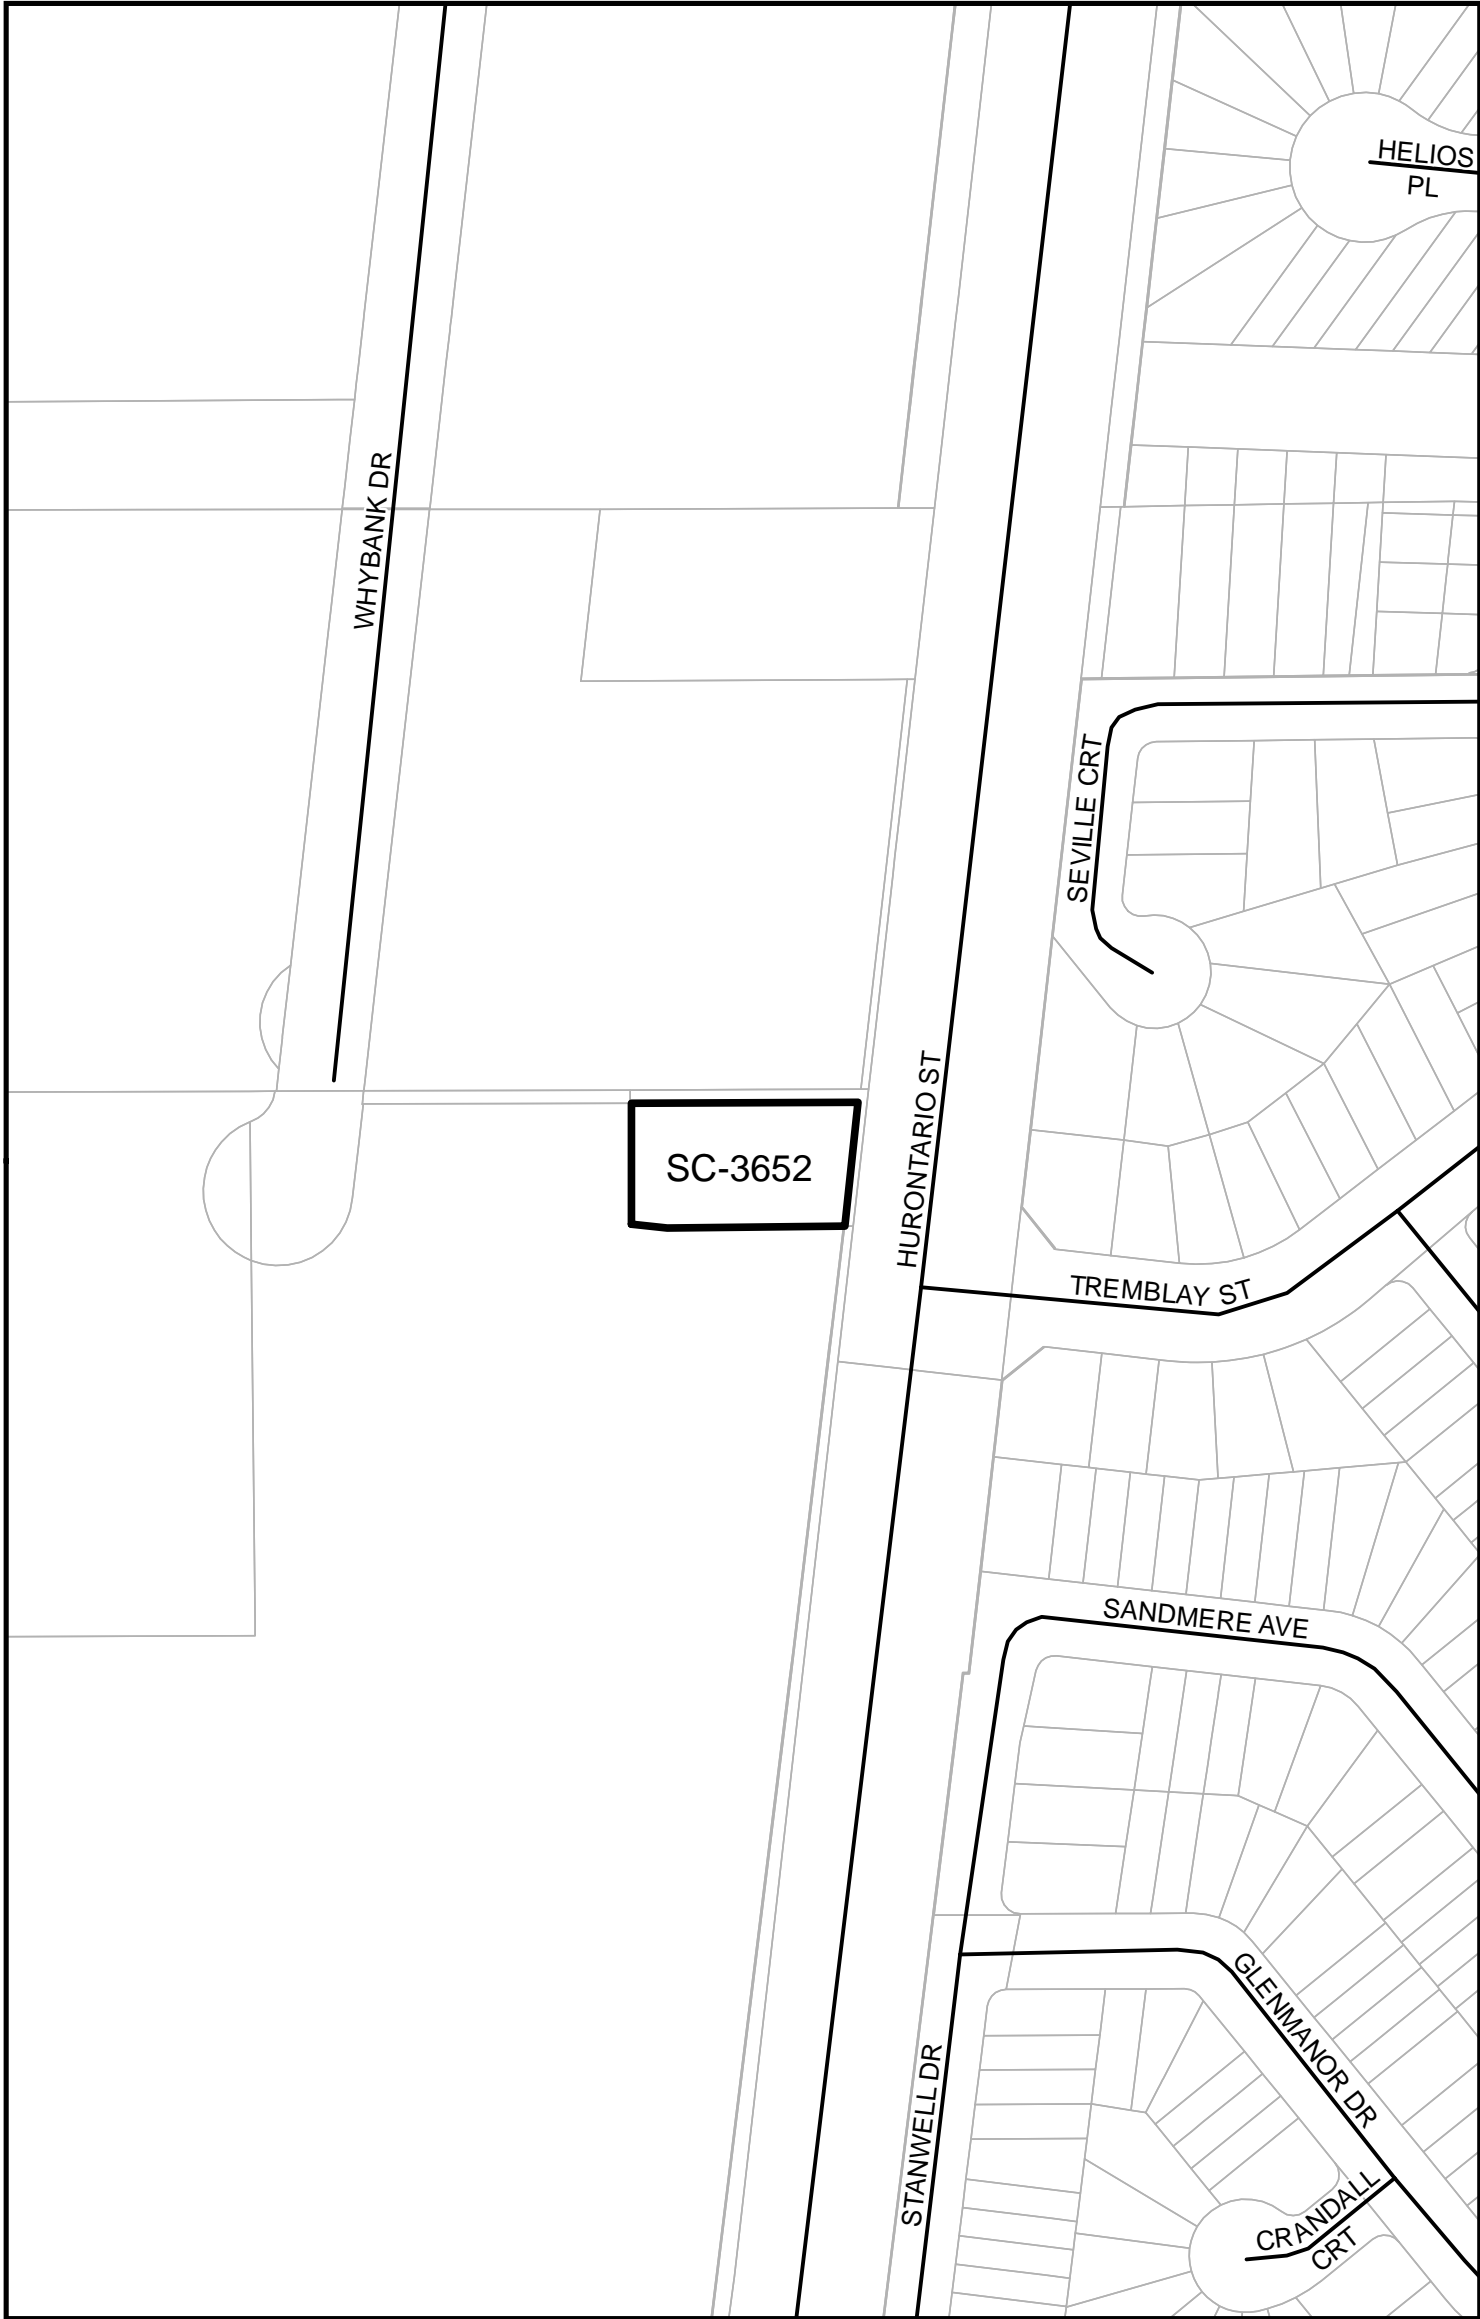 HELIOS
PL
WHYBANK DR
SEVILLE CRT
HURONTARIO ST
SC-3652
TREMBLAY ST
SANDMERE AVE
GLENMANOR DR
STANWELL DR
CRANDALL
CRT